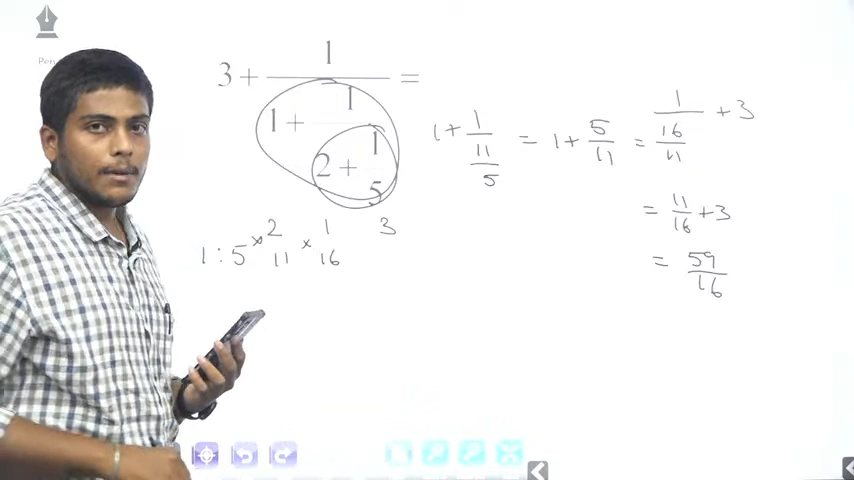 Pen
3 + 1/(1 + 1/(2 + 1/5)) =
1 + 1/(11/5) = 1 + 5/11 = 1/(16/11) + 3
= 11/16 + 3
= 59/16
2 1 3
1 : 5 × 11 × 16